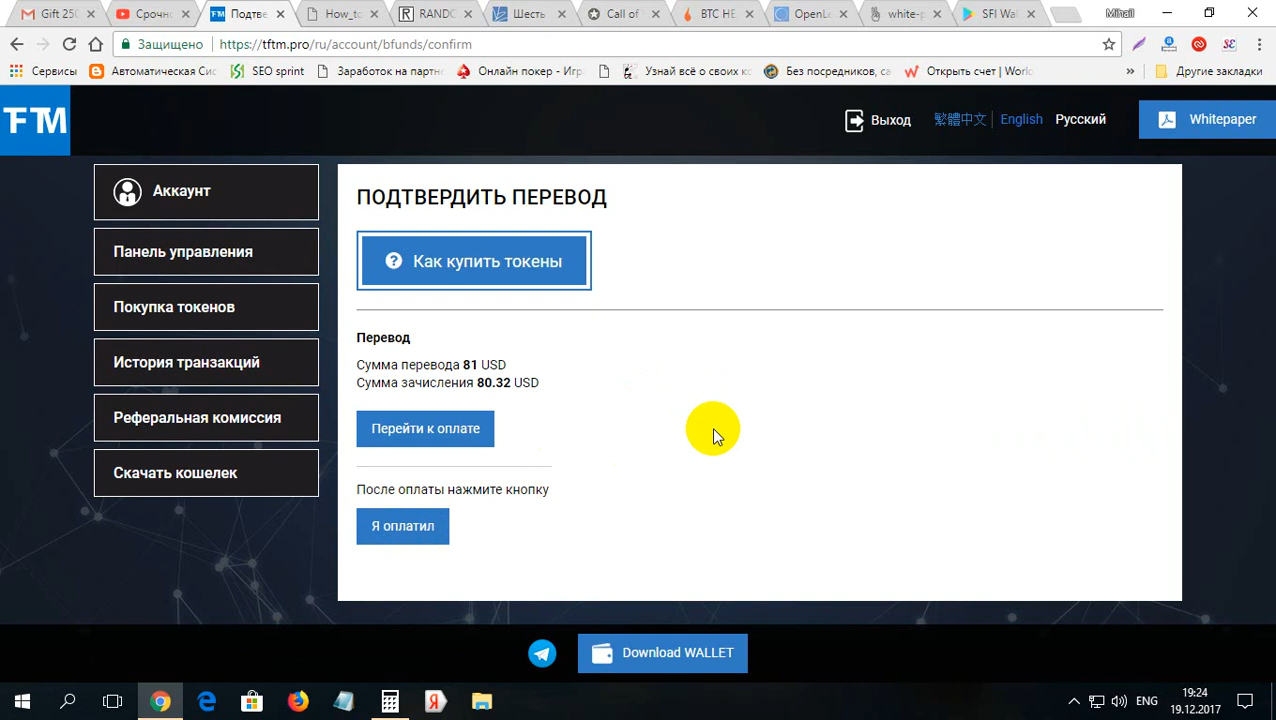 Gift 250
Срочно
Подтве
How_to
RANDO
Шесть
Call of
BTC HE
OpenLe
white-p
SFI Wal
Mihail
Защищено
https://tftm.pro/ru/account/bfunds/confirm
Сервисы
Автоматическая Сис
SEO sprint
Заработок на партн
Онлайн покер - Игр
Узнай всё о своих ко
Без посредников, са
Открыть счет | Worl
»
Другие закладки
TFTM
Выход
繁體中文
English
Русский
Whitepaper
Аккаунт
Панель управления
Покупка токенов
История транзакций
Реферальная комиссия
Скачать кошелек
ПОДТВЕРДИТЬ ПЕРЕВОД
Как купить токены
Перевод
Сумма перевода 81 USD
Сумма зачисления 80.32 USD
Перейти к оплате
После оплаты нажмите кнопку
Я оплатил
Download WALLET
ENG
19:24
19.12.2017